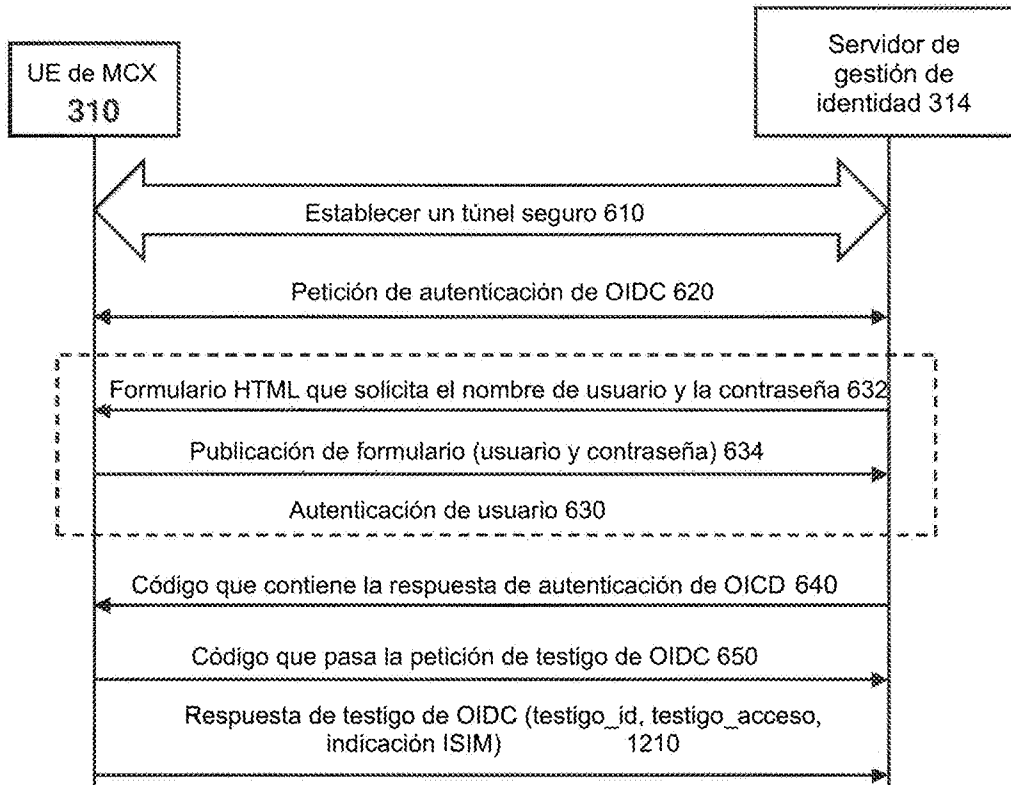 UE de MCX
310
Servidor de
gestión de
identidad 314
Establecer un túnel seguro 610
Petición de autenticación de OIDC 620
Formulario HTML que solicita el nombre de usuario y la contraseña 632
Publicación de formulario (usuario y contraseña) 634
Autenticación de usuario 630
Código que contiene la respuesta de autenticación de OICD 640
Código que pasa la petición de testigo de OIDC 650
Respuesta de testigo de OIDC (testigo_id, testigo_acceso,
indicación ISIM) 1210